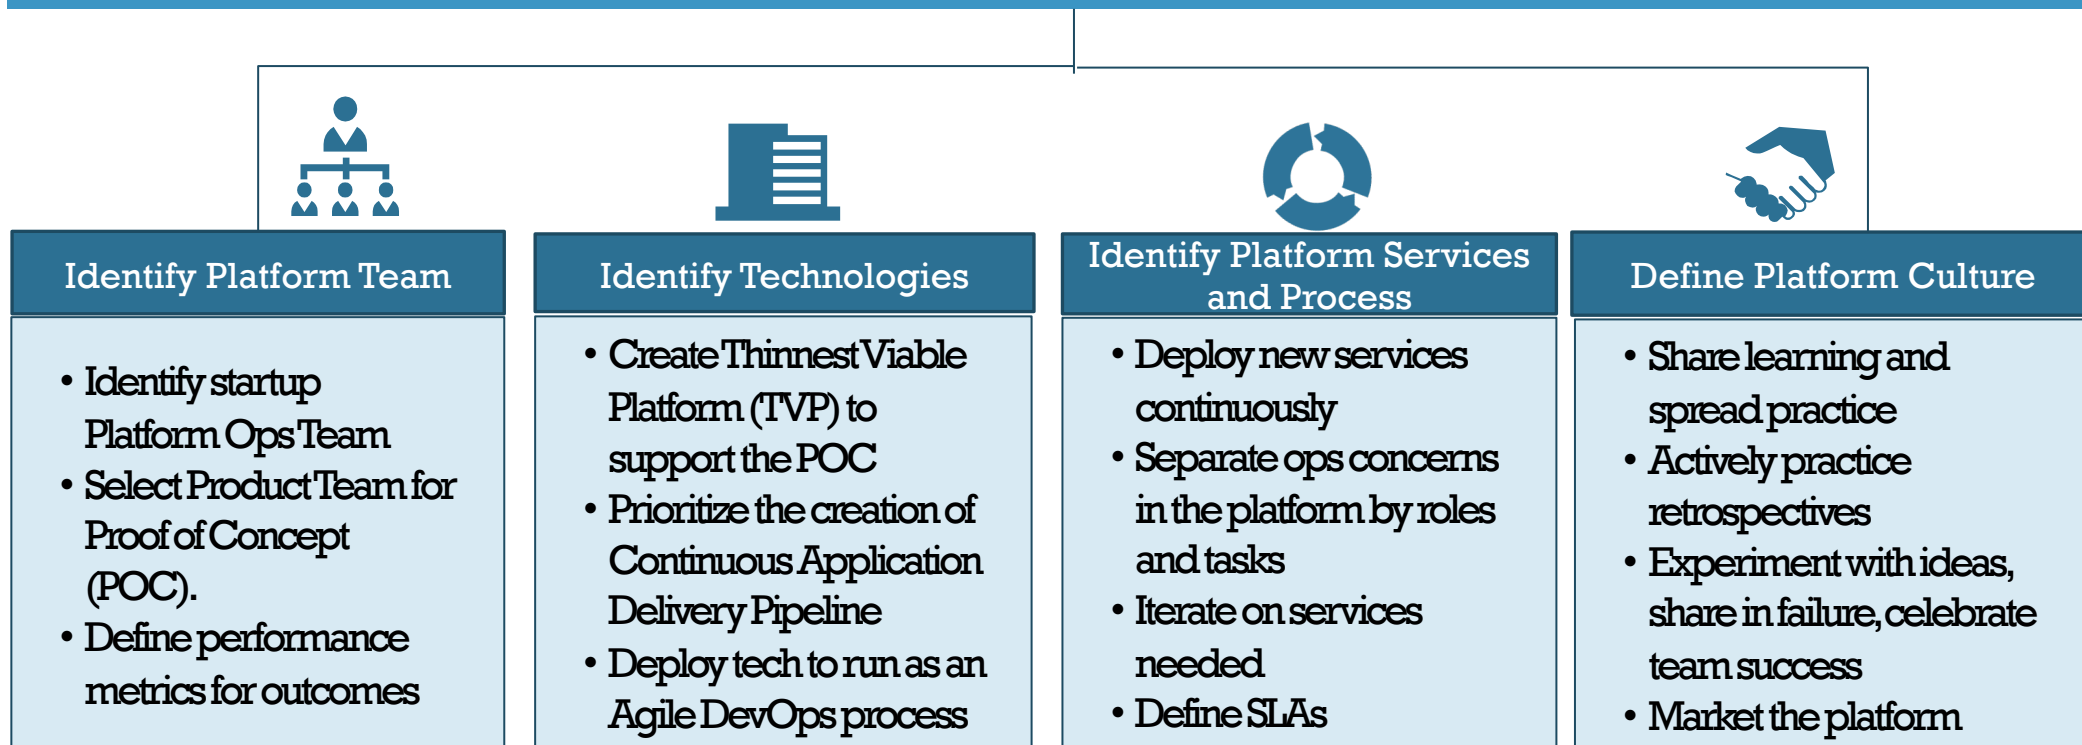 Identify Platform Team
• Identify startup
Platform Ops Team
• Select Product Team for
Proof of Concept
(POC).
• Define performance
metrics for outcomes
Identify Technologies
• Create Thinnest Viable
Platform (TVP) to
support the POC
• Prioritize the creation of
Continuous Application
Delivery Pipeline
• Deploy tech to run as an
Agile DevOps process
Identify Platform Services
and Process
• Deploy new services
continuously
• Separate ops concerns
in the platform by roles
and tasks
• Iterate on services
needed
• Define SLAs
Define Platform Culture
• Share learning and
spread practice
• Actively practice
retrospectives
• Experiment with ideas,
share in failure, celebrate
team success
• Market the platform